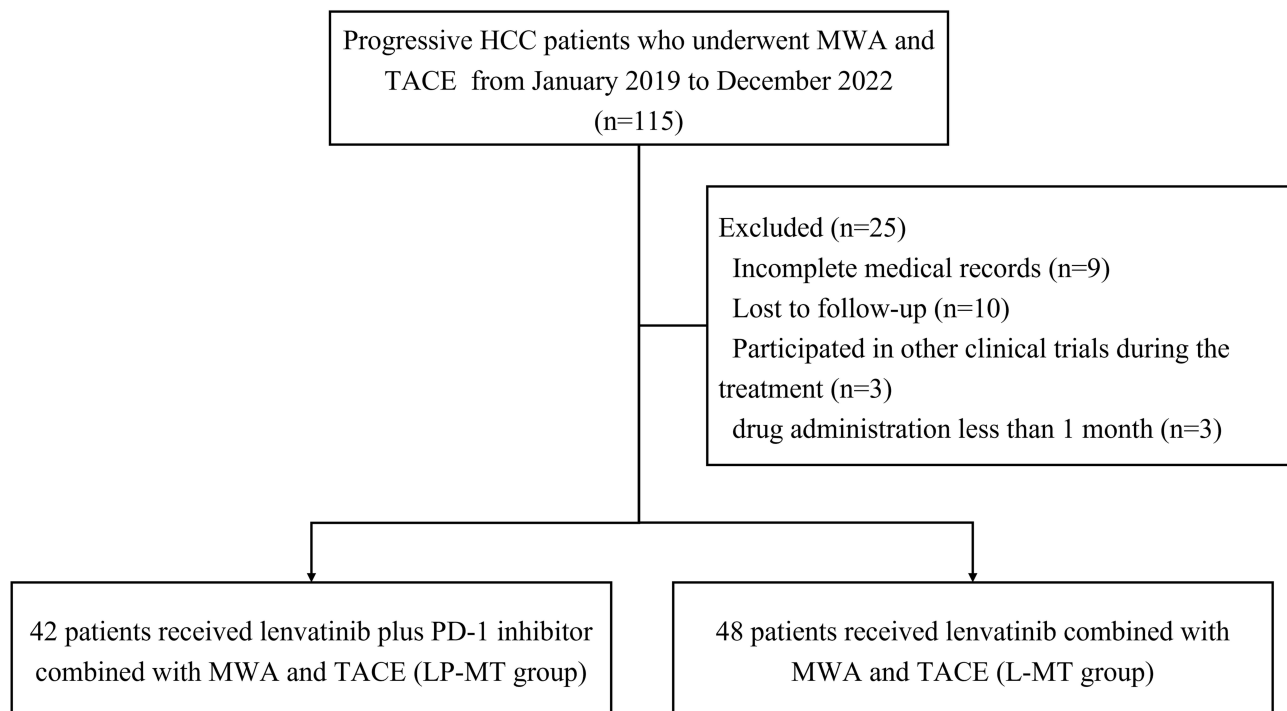 Progressive HCC patients who underwent MWA and
TACE from January 2019 to December 2022
(n=115)
Excluded (n=25)
Incomplete medical records (n=9)
Lost to follow-up (n=10)
Participated in other clinical trials during the
treatment (n=3)
drug administration less than 1 month (n=3)
42 patients received lenvatinib plus PD-1 inhibitor
combined with MWA and TACE (LP-MT group)
48 patients received lenvatinib combined with
MWA and TACE (L-MT group)